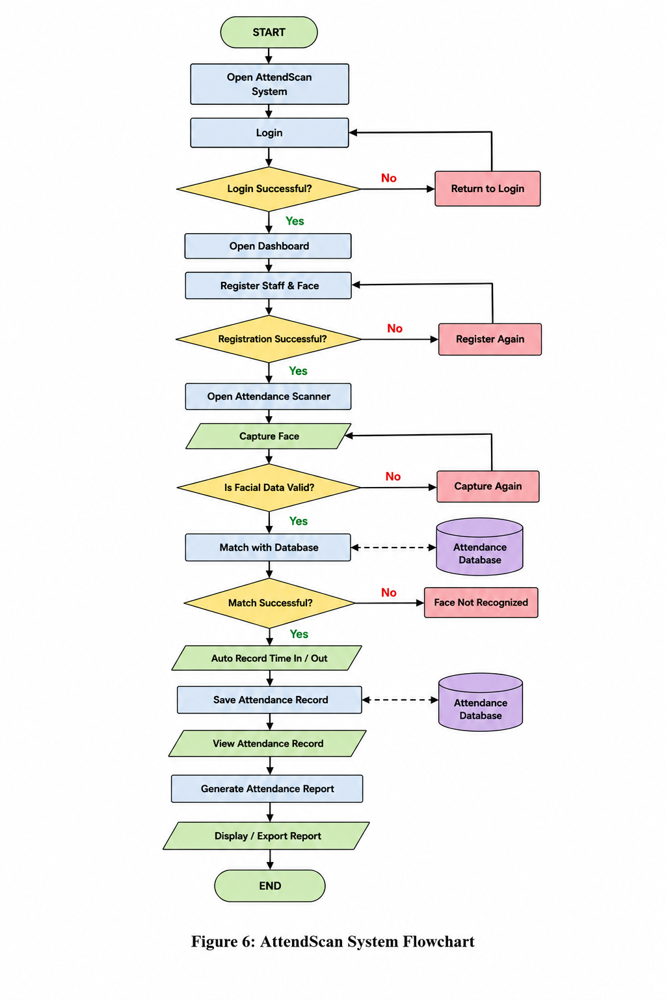 START
Open AttendScan
System
Login
Login Successful?
No
Return to Login
Yes
Open Dashboard
Register Staff & Face
Registration Successful?
No
Register Again
Yes
Open Attendance Scanner
Capture Face
Is Facial Data Valid?
No
Capture Again
Yes
Match with Database
Attendance
Database
Match Successful?
No
Face Not Recognized
Yes
Auto Record Time In / Out
Save Attendance Record
Attendance
Database
View Attendance Record
Generate Attendance Report
Display / Export Report
END
Figure 6: AttendScan System Flowchart